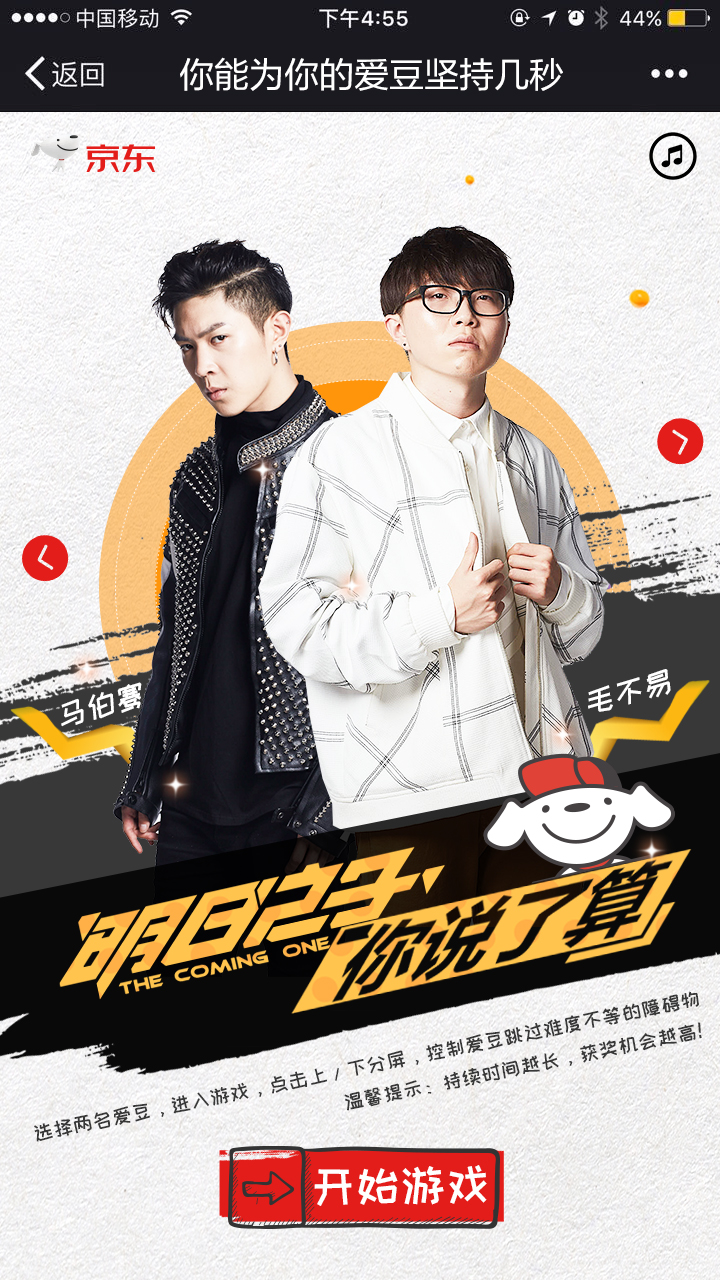 中国移动 下午4:55 44%
返回 你能为你的爱豆坚持几秒
京东
马伯骞
毛不易
明日之子
THE COMING ONE
你说了算
选择两名爱豆，进入游戏，点击上/下分屏，控制爱豆跳过难度不等的障碍物
温馨提示：持续时间越长，获奖机会越高!
开始游戏